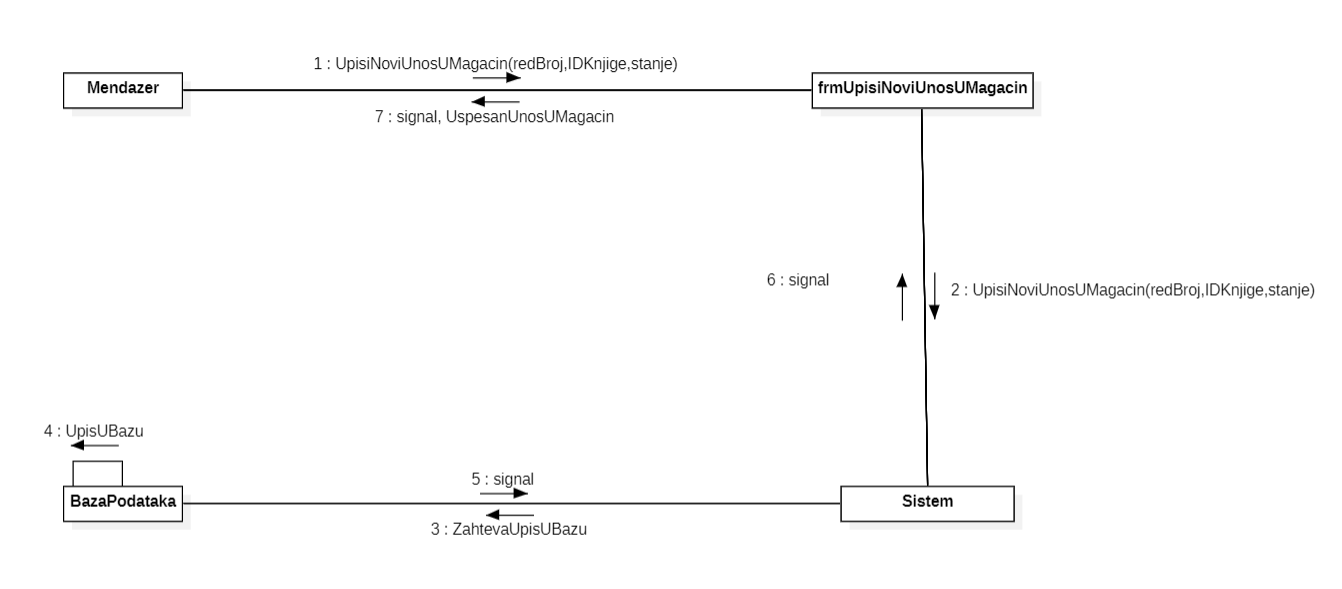 1 : UpisiNoviUnosUMagacin(redBroj,IDKnjige,stanje)
Mendazer
frmUpisiNoviUnosUMagacin
7 : signal, UspesanUnosUMagacin
6 : signal
2 : UpisiNoviUnosUMagacin(redBroj,IDKnjige,stanje)
4 : UpisUBazu
5 : signal
BazaPodataka
Sistem
3 : ZahtevaUpisUBazu